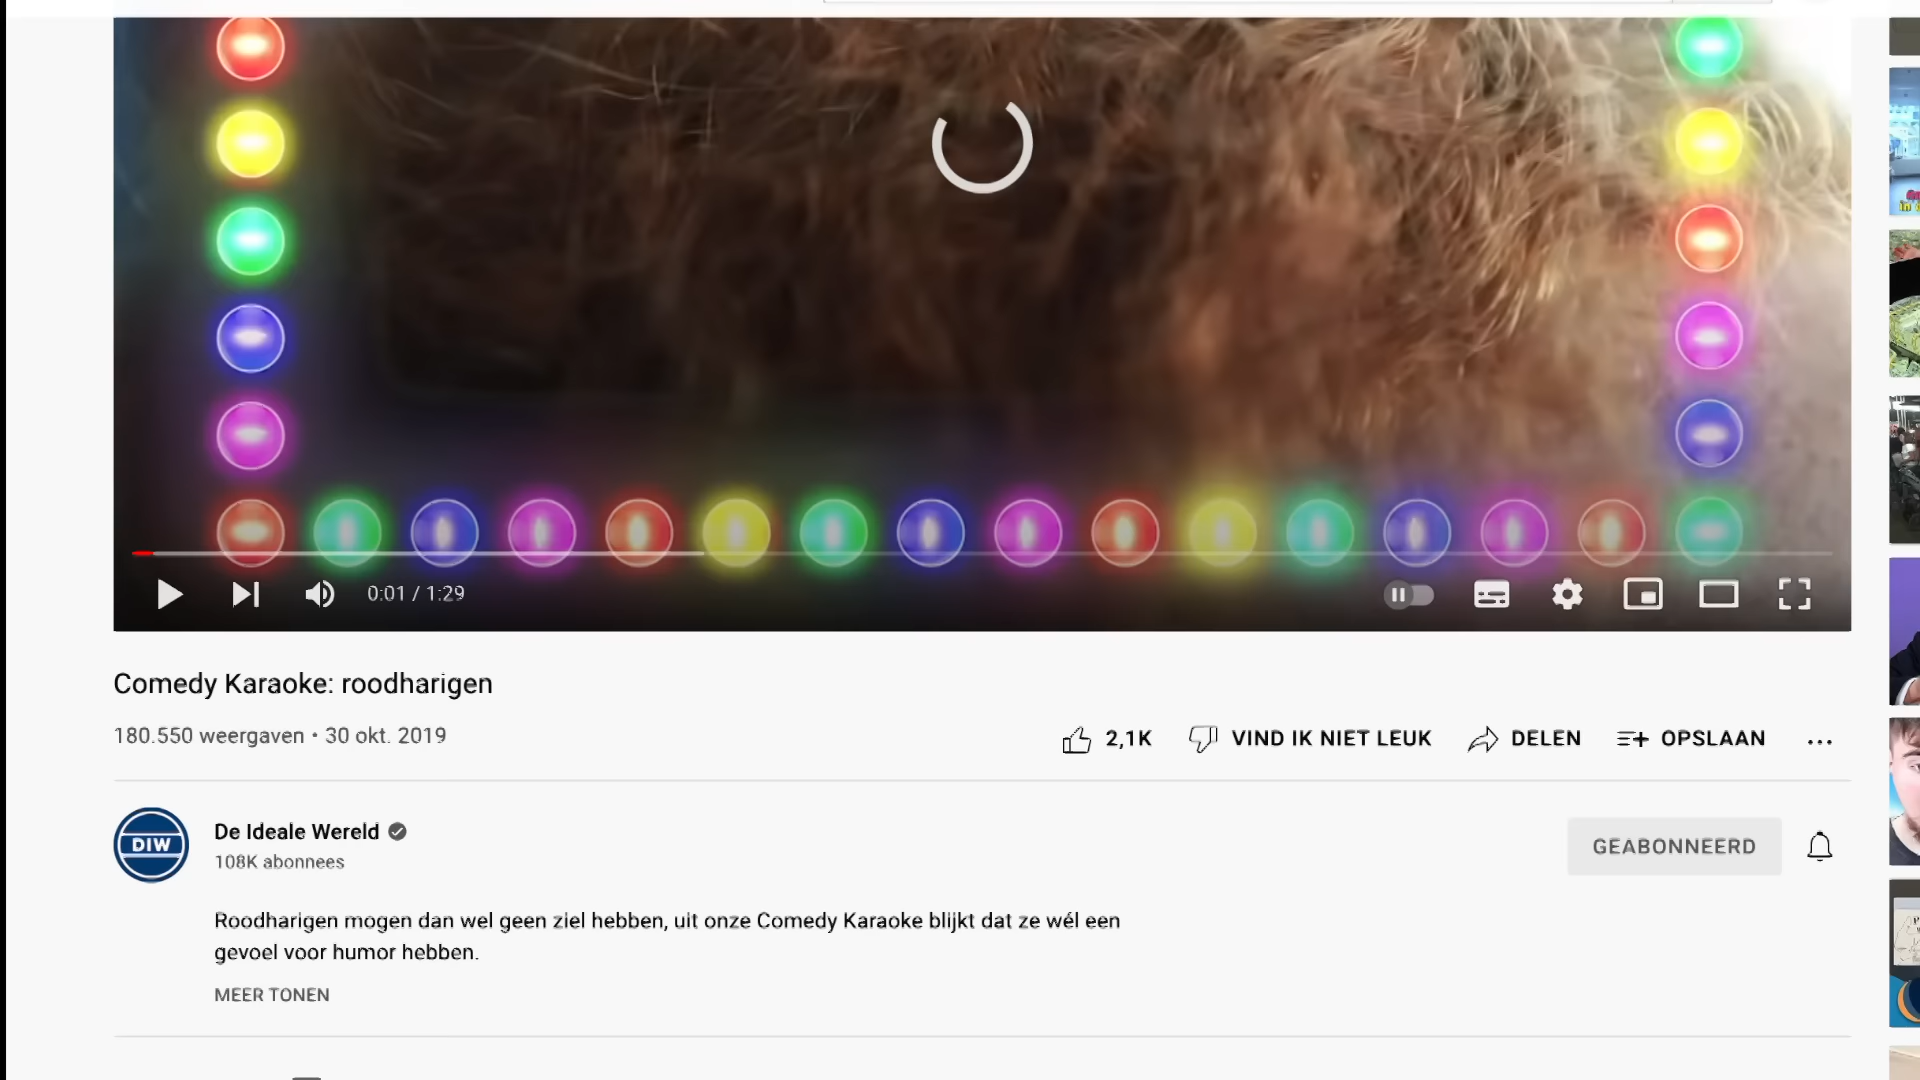 0:01 / 1:29
Comedy Karaoke: roodharigen
180.550 weergaven • 30 okt. 2019
2,1K VIND IK NIET LEUK DELEN OPSLAAN
DIW
De Ideale Wereld
108K abonnees
GEABONNEERD
Roodharigen mogen dan wel geen ziel hebben, uit onze Comedy Karaoke blijkt dat ze wél een
gevoel voor humor hebben.
MEER TONEN